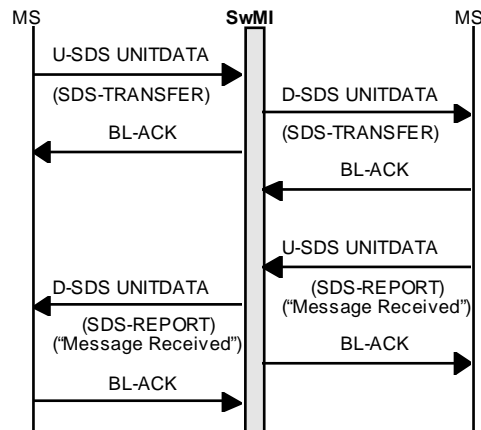 MS SwMI MS
U-SDS UNITDATA
(SDS-TRANSFER)
D-SDS UNITDATA
(SDS-TRANSFER)
BL-ACK
BL-ACK
U-SDS UNITDATA
(SDS-REPORT)
("Message Received")
D-SDS UNITDATA
(SDS-REPORT)
("Message Received")
BL-ACK
BL-ACK